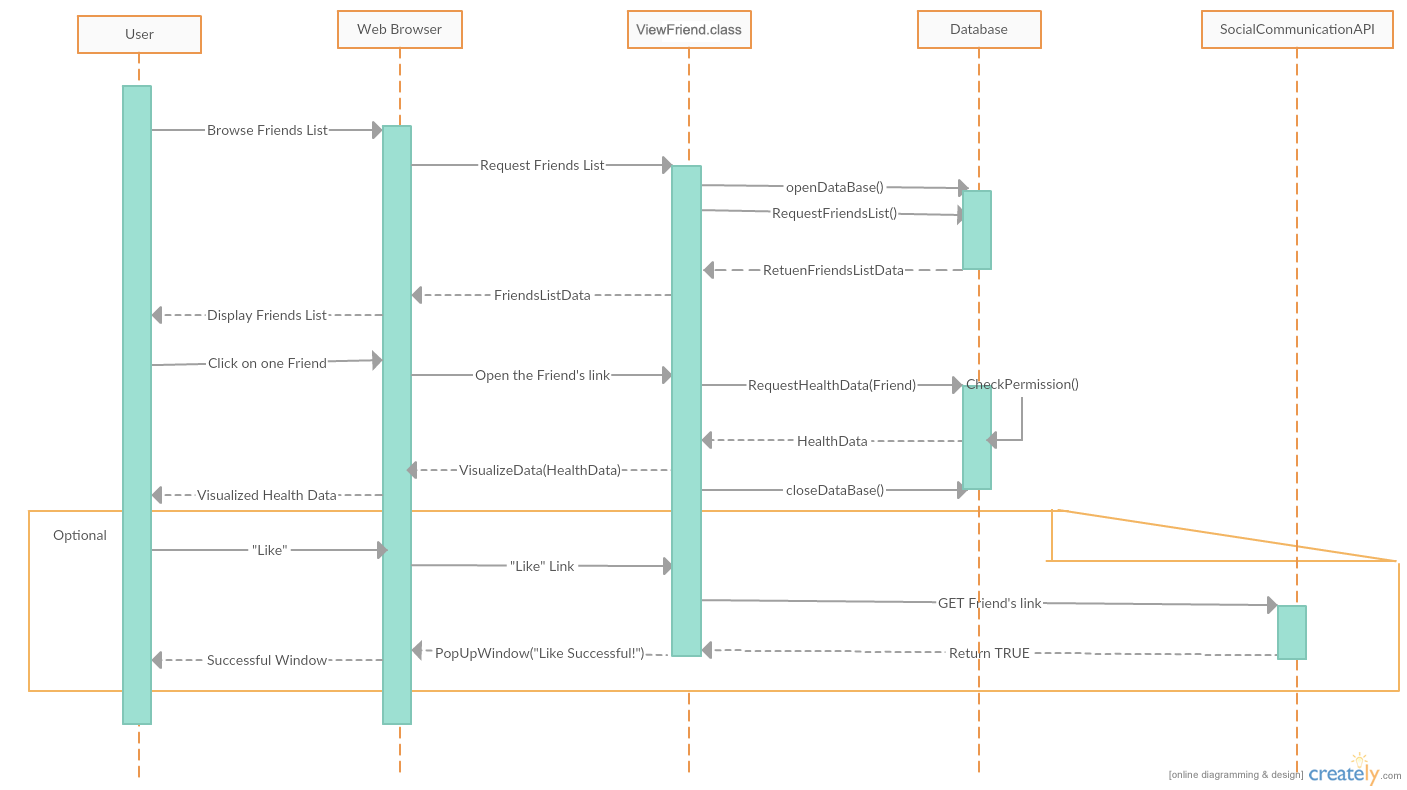 User
Web Browser
ViewFriend.class
Database
SocialCommunicationAPI
Browse Friends List
Request Friends List
openDataBase()
RequestFriendsList()
RetuenFriendsListData
FriendsListData
Display Friends List
Click on one Friend
Open the Friend's link
RequestHealthData(Friend)
CheckPermission()
HealthData
VisualizeData(HealthData)
closeDataBase()
Visualized Health Data
Optional
"Like"
"Like" Link
GET Friend's link
PopUpWindow("Like Successful!")
Return TRUE
Successful Window
[online diagramming & design] creately.com